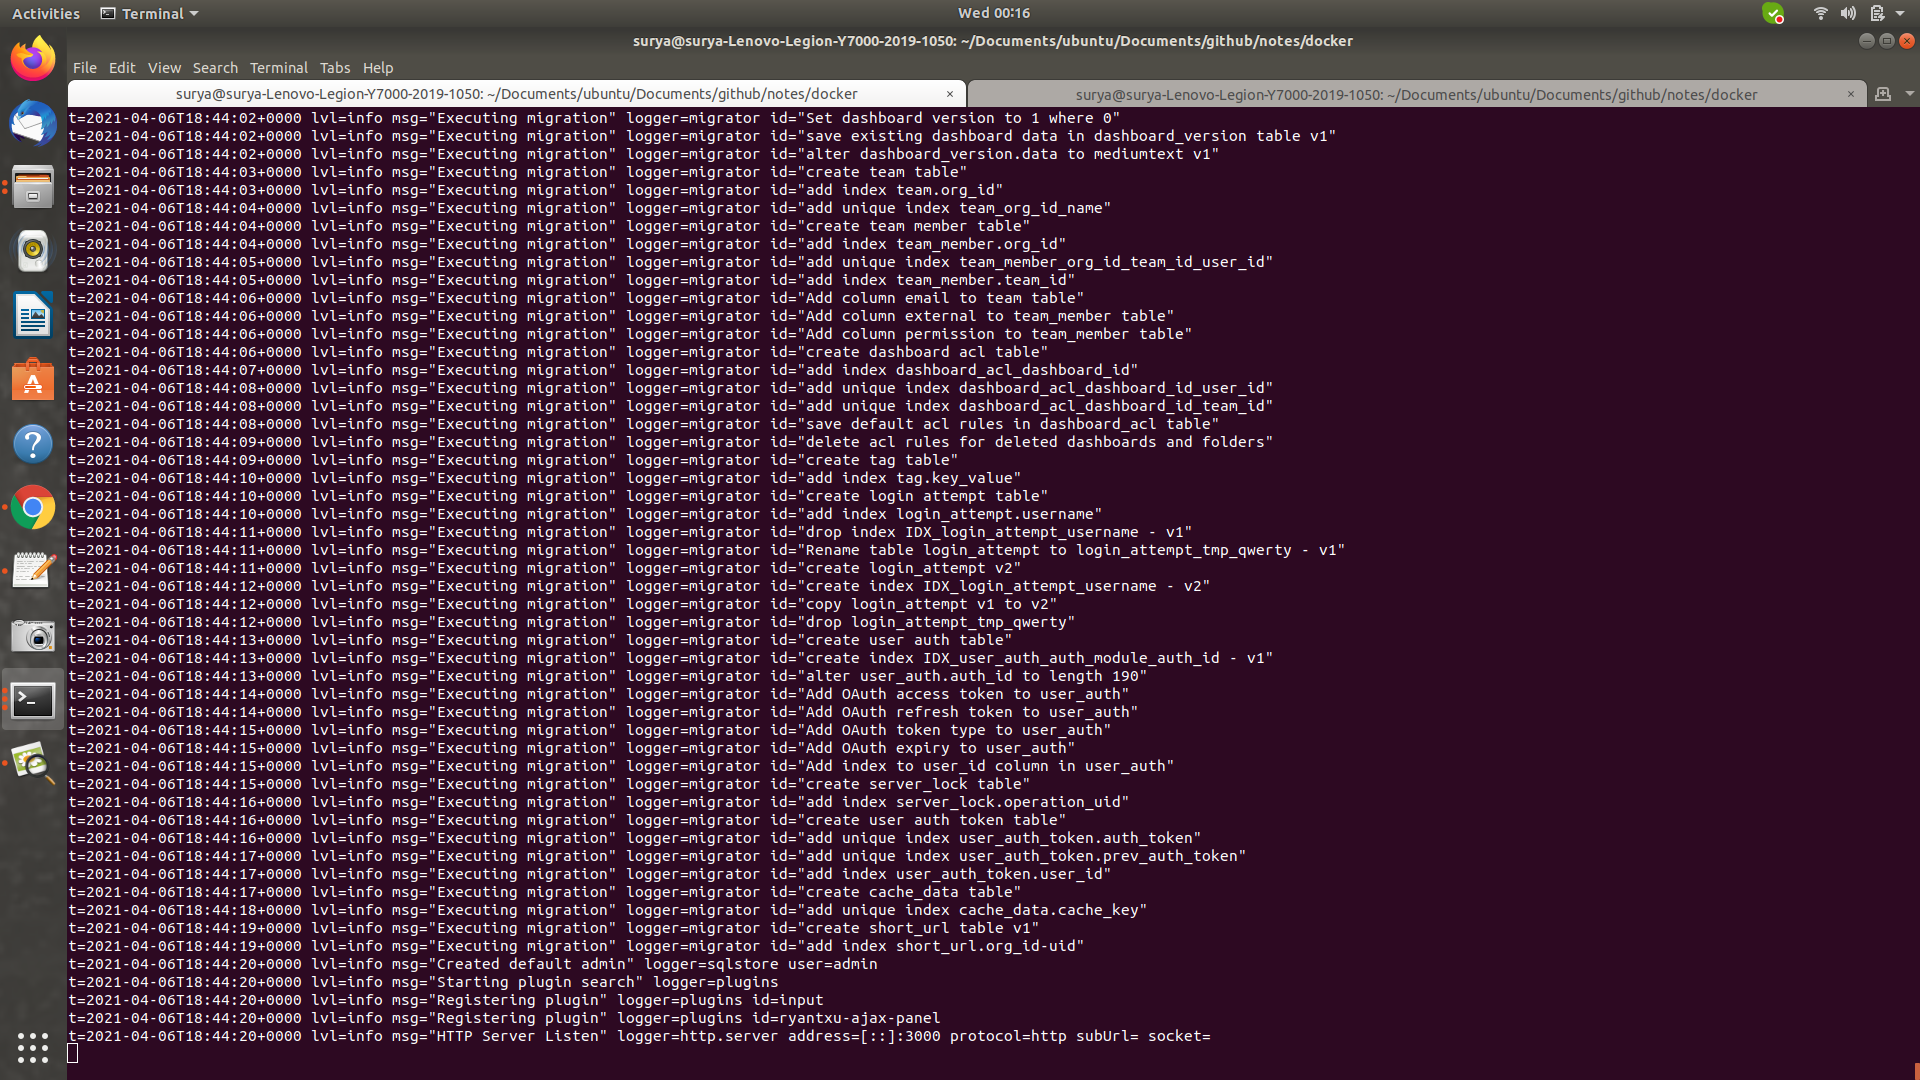 Activities Terminal Wed 00:16
surya@surya-Lenovo-Legion-Y7000-2019-1050: ~/Documents/ubuntu/Documents/github/notes/docker
File Edit View Search Terminal Tabs Help
surya@surya-Lenovo-Legion-Y7000-2019-1050: ~/Documents/ubuntu/Documents/github/notes/docker × surya@surya-Lenovo-Legion-Y7000-2019-1050: ~/Documents/ubuntu/Documents/github/notes/docker ×
t=2021-04-06T18:44:02+0000 lvl=info msg="Executing migration" logger=migrator id="Set dashboard version to 1 where 0"
t=2021-04-06T18:44:02+0000 lvl=info msg="Executing migration" logger=migrator id="save existing dashboard data in dashboard_version table v1"
t=2021-04-06T18:44:02+0000 lvl=info msg="Executing migration" logger=migrator id="alter dashboard_version.data to mediumtext v1"
t=2021-04-06T18:44:03+0000 lvl=info msg="Executing migration" logger=migrator id="create team table"
t=2021-04-06T18:44:03+0000 lvl=info msg="Executing migration" logger=migrator id="add index team.org_id"
t=2021-04-06T18:44:04+0000 lvl=info msg="Executing migration" logger=migrator id="add unique index team_org_id_name"
t=2021-04-06T18:44:04+0000 lvl=info msg="Executing migration" logger=migrator id="create team member table"
t=2021-04-06T18:44:04+0000 lvl=info msg="Executing migration" logger=migrator id="add index team_member.org_id"
t=2021-04-06T18:44:05+0000 lvl=info msg="Executing migration" logger=migrator id="add unique index team_member_org_id_team_id_user_id"
t=2021-04-06T18:44:05+0000 lvl=info msg="Executing migration" logger=migrator id="add index team_member.team_id"
t=2021-04-06T18:44:06+0000 lvl=info msg="Executing migration" logger=migrator id="Add column email to team table"
t=2021-04-06T18:44:06+0000 lvl=info msg="Executing migration" logger=migrator id="Add column external to team_member table"
t=2021-04-06T18:44:06+0000 lvl=info msg="Executing migration" logger=migrator id="Add column permission to team_member table"
t=2021-04-06T18:44:06+0000 lvl=info msg="Executing migration" logger=migrator id="create dashboard acl table"
t=2021-04-06T18:44:07+0000 lvl=info msg="Executing migration" logger=migrator id="add index dashboard_acl_dashboard_id"
t=2021-04-06T18:44:08+0000 lvl=info msg="Executing migration" logger=migrator id="add unique index dashboard_acl_dashboard_id_user_id"
t=2021-04-06T18:44:08+0000 lvl=info msg="Executing migration" logger=migrator id="add unique index dashboard_acl_dashboard_id_team_id"
t=2021-04-06T18:44:08+0000 lvl=info msg="Executing migration" logger=migrator id="save default acl rules in dashboard_acl table"
t=2021-04-06T18:44:09+0000 lvl=info msg="Executing migration" logger=migrator id="delete acl rules for deleted dashboards and folders"
t=2021-04-06T18:44:09+0000 lvl=info msg="Executing migration" logger=migrator id="create tag table"
t=2021-04-06T18:44:10+0000 lvl=info msg="Executing migration" logger=migrator id="add index tag.key_value"
t=2021-04-06T18:44:10+0000 lvl=info msg="Executing migration" logger=migrator id="create login attempt table"
t=2021-04-06T18:44:10+0000 lvl=info msg="Executing migration" logger=migrator id="add index login_attempt.username"
t=2021-04-06T18:44:11+0000 lvl=info msg="Executing migration" logger=migrator id="drop index IDX_login_attempt_username - v1"
t=2021-04-06T18:44:11+0000 lvl=info msg="Executing migration" logger=migrator id="Rename table login_attempt to login_attempt_tmp_qwerty - v1"
t=2021-04-06T18:44:11+0000 lvl=info msg="Executing migration" logger=migrator id="create login_attempt v2"
t=2021-04-06T18:44:12+0000 lvl=info msg="Executing migration" logger=migrator id="create index IDX_login_attempt_username - v2"
t=2021-04-06T18:44:12+0000 lvl=info msg="Executing migration" logger=migrator id="copy login_attempt v1 to v2"
t=2021-04-06T18:44:12+0000 lvl=info msg="Executing migration" logger=migrator id="drop login_attempt_tmp_qwerty"
t=2021-04-06T18:44:13+0000 lvl=info msg="Executing migration" logger=migrator id="create user auth table"
t=2021-04-06T18:44:13+0000 lvl=info msg="Executing migration" logger=migrator id="create index IDX_user_auth_auth_module_auth_id - v1"
t=2021-04-06T18:44:13+0000 lvl=info msg="Executing migration" logger=migrator id="alter user_auth.auth_id to length 190"
t=2021-04-06T18:44:14+0000 lvl=info msg="Executing migration" logger=migrator id="Add OAuth access token to user_auth"
t=2021-04-06T18:44:14+0000 lvl=info msg="Executing migration" logger=migrator id="Add OAuth refresh token to user_auth"
t=2021-04-06T18:44:15+0000 lvl=info msg="Executing migration" logger=migrator id="Add OAuth token type to user_auth"
t=2021-04-06T18:44:15+0000 lvl=info msg="Executing migration" logger=migrator id="Add OAuth expiry to user_auth"
t=2021-04-06T18:44:15+0000 lvl=info msg="Executing migration" logger=migrator id="Add index to user_id column in user_auth"
t=2021-04-06T18:44:15+0000 lvl=info msg="Executing migration" logger=migrator id="create server_lock table"
t=2021-04-06T18:44:16+0000 lvl=info msg="Executing migration" logger=migrator id="add index server_lock.operation_uid"
t=2021-04-06T18:44:16+0000 lvl=info msg="Executing migration" logger=migrator id="create user auth token table"
t=2021-04-06T18:44:16+0000 lvl=info msg="Executing migration" logger=migrator id="add unique index user_auth_token.auth_token"
t=2021-04-06T18:44:17+0000 lvl=info msg="Executing migration" logger=migrator id="add unique index user_auth_token.prev_auth_token"
t=2021-04-06T18:44:17+0000 lvl=info msg="Executing migration" logger=migrator id="add index user_auth_token.user_id"
t=2021-04-06T18:44:17+0000 lvl=info msg="Executing migration" logger=migrator id="create cache_data table"
t=2021-04-06T18:44:18+0000 lvl=info msg="Executing migration" logger=migrator id="add unique index cache_data.cache_key"
t=2021-04-06T18:44:19+0000 lvl=info msg="Executing migration" logger=migrator id="create short_url table v1"
t=2021-04-06T18:44:19+0000 lvl=info msg="Executing migration" logger=migrator id="add index short_url.org_id-uid"
t=2021-04-06T18:44:20+0000 lvl=info msg="Created default admin" logger=sqlstore user=admin
t=2021-04-06T18:44:20+0000 lvl=info msg="Starting plugin search" logger=plugins
t=2021-04-06T18:44:20+0000 lvl=info msg="Registering plugin" logger=plugins id=input
t=2021-04-06T18:44:20+0000 lvl=info msg="Registering plugin" logger=plugins id=ryantxu-ajax-panel
t=2021-04-06T18:44:20+0000 lvl=info msg="HTTP Server Listen" logger=http.server address=[::]:3000 protocol=http subUrl= socket=